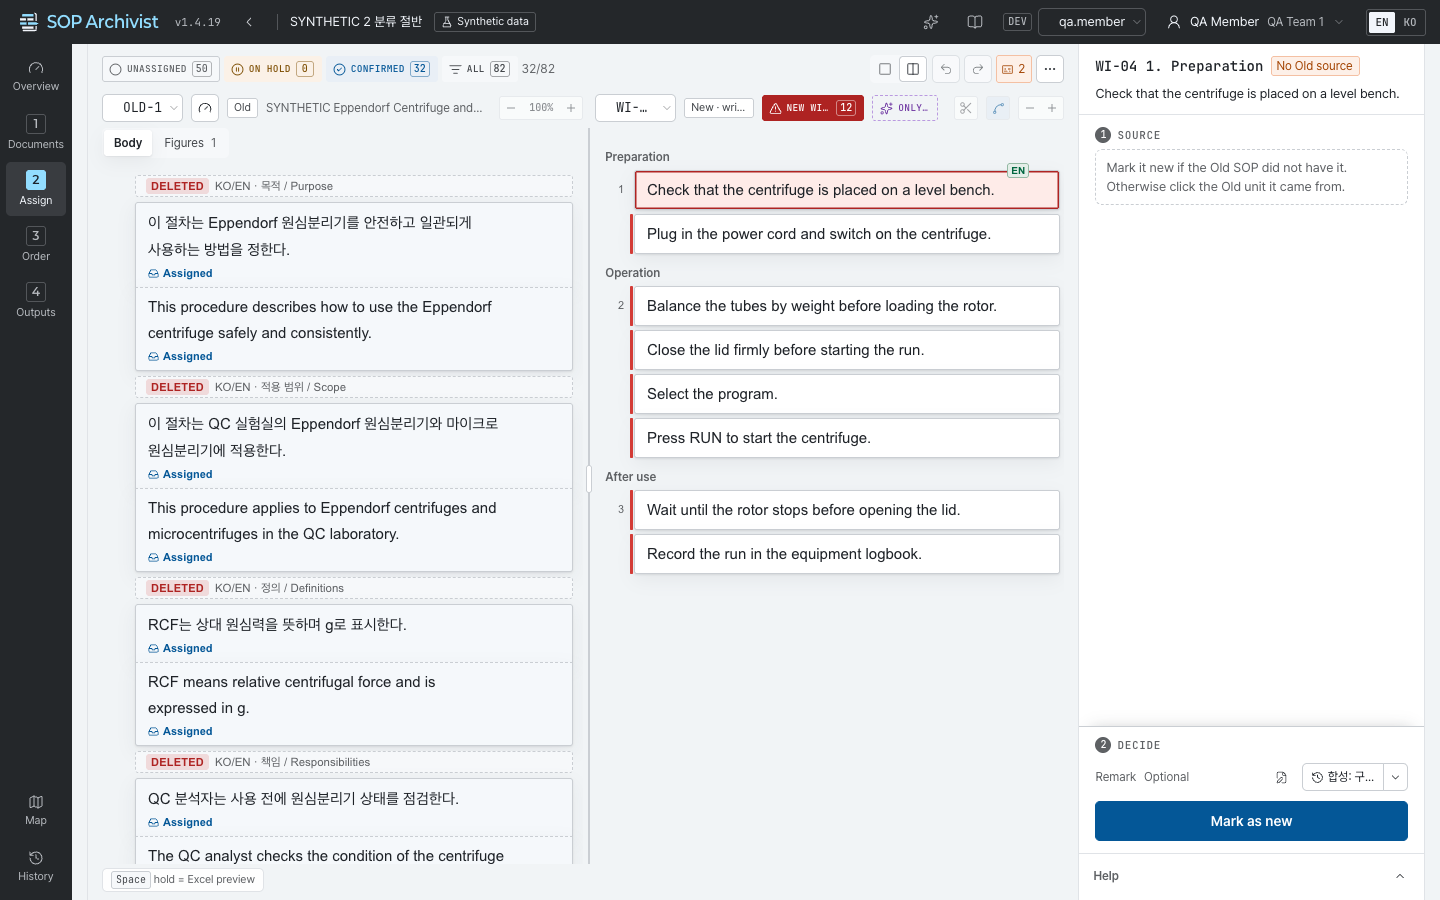 SOP Archivist v1.4.19 SYNTHETIC 2 분류 절반 Synthetic data DEV qa.member QA Member QA Team 1 EN KO
Overview
1
Documents
2
Assign
3
Order
4
Outputs
Map
History
UNASSIGNED 50 ON HOLD 0 CONFIRMED 32 ALL 82 32/82 2
OLD-1 Old SYNTHETIC Eppendorf Centrifuge and... 100%
Body Figures 1
DELETED KO/EN · 목적 / Purpose
이 절차는 Eppendorf 원심분리기를 안전하고 일관되게
사용하는 방법을 정한다.
Assigned
This procedure describes how to use the Eppendorf
centrifuge safely and consistently.
Assigned
DELETED KO/EN · 적용 범위 / Scope
이 절차는 QC 실험실의 Eppendorf 원심분리기와 마이크로
원심분리기에 적용한다.
Assigned
This procedure applies to Eppendorf centrifuges and
microcentrifuges in the QC laboratory.
Assigned
DELETED KO/EN · 정의 / Definitions
RCF는 상대 원심력을 뜻하며 g로 표시한다.
Assigned
RCF means relative centrifugal force and is
expressed in g.
Assigned
DELETED KO/EN · 책임 / Responsibilities
QC 분석자는 사용 전에 원심분리기 상태를 점검한다.
Assigned
The QC analyst checks the condition of the centrifuge
Space hold = Excel preview
WI-... New · wri... NEW WI... 12 ONLY...
Preparation
EN
1 Check that the centrifuge is placed on a level bench.
Plug in the power cord and switch on the centrifuge.
Operation
2 Balance the tubes by weight before loading the rotor.
Close the lid firmly before starting the run.
Select the program.
Press RUN to start the centrifuge.
After use
3 Wait until the rotor stops before opening the lid.
Record the run in the equipment logbook.
WI-04 1. Preparation No Old source
Check that the centrifuge is placed on a level bench.
1 SOURCE
Mark it new if the Old SOP did not have it.
Otherwise click the Old unit it came from.
2 DECIDE
Remark Optional 합성: 구...
Mark as new
Help